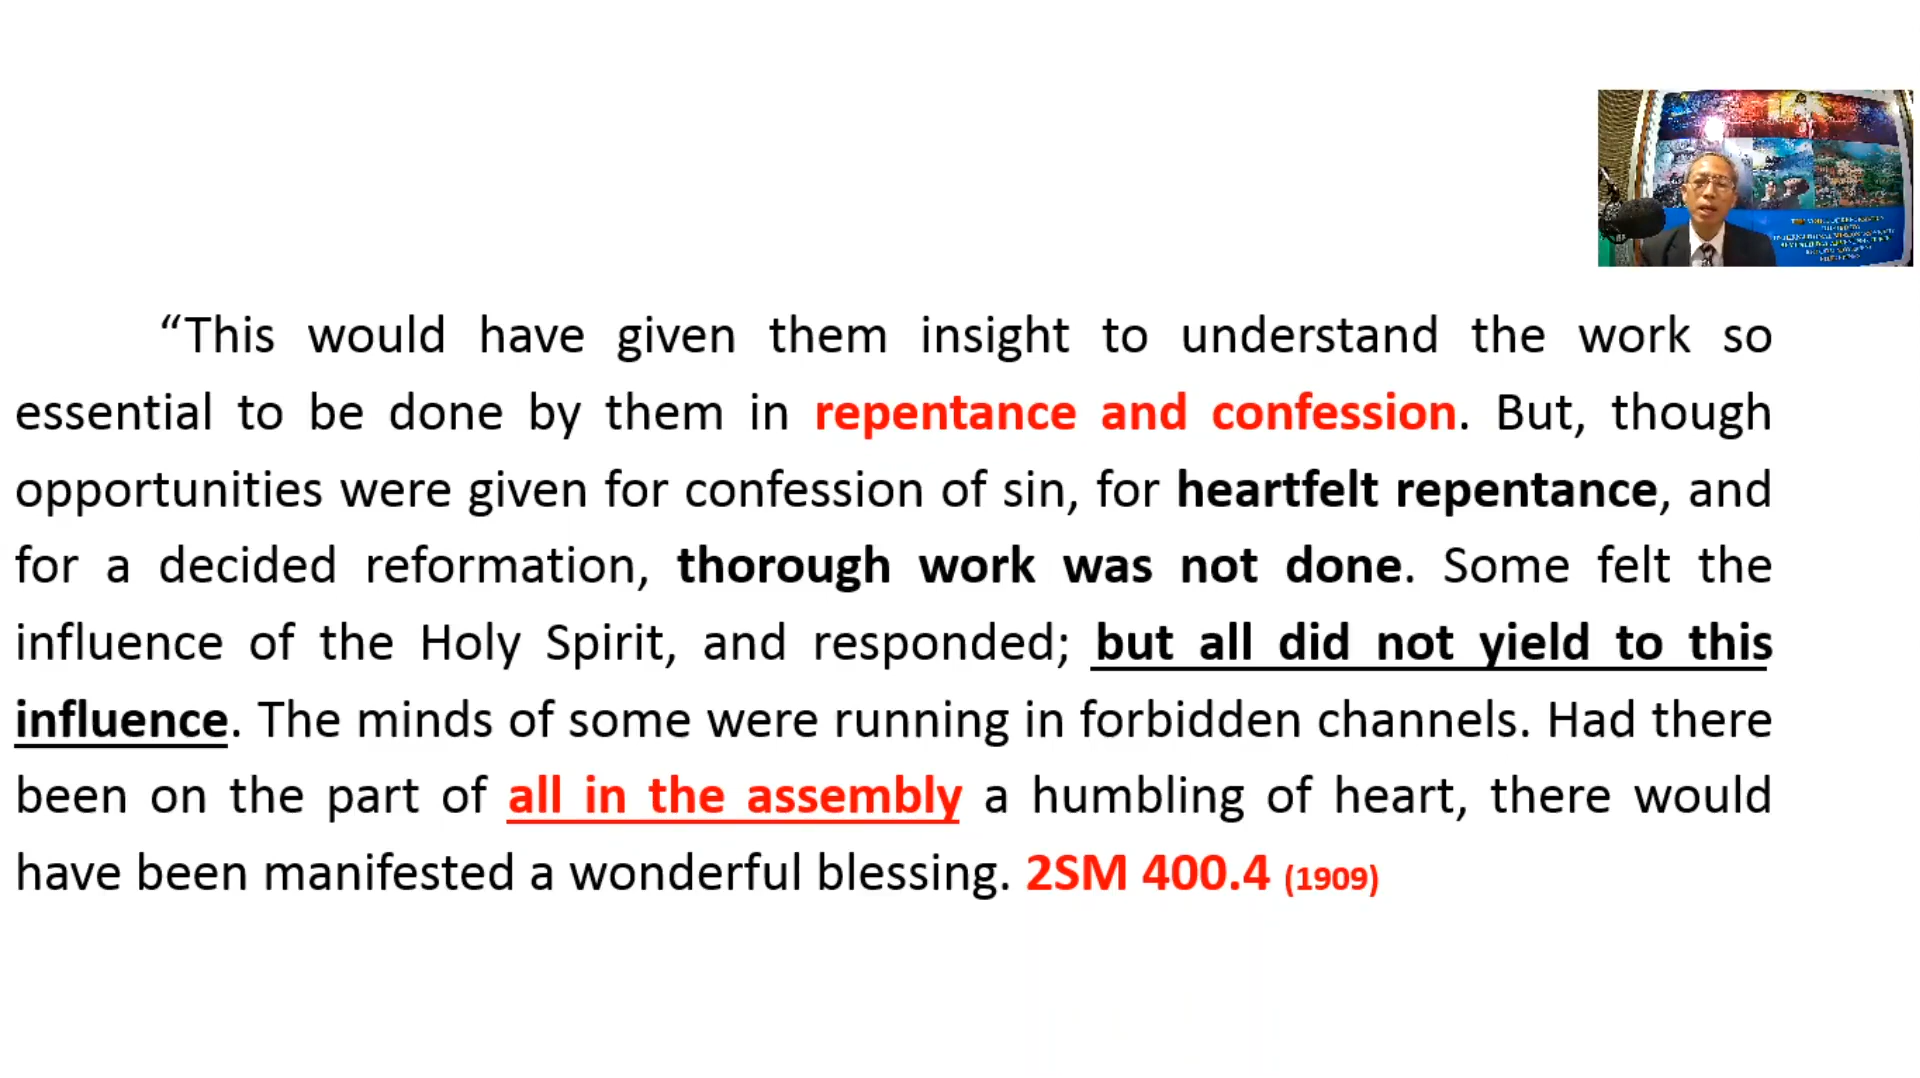 “This would have given them insight to understand the work so
essential to be done by them in repentance and confession. But, though
opportunities were given for confession of sin, for heartfelt repentance, and
for a decided reformation, thorough work was not done. Some felt the
influence of the Holy Spirit, and responded; but all did not yield to this
influence. The minds of some were running in forbidden channels. Had there
been on the part of all in the assembly a humbling of heart, there would
have been manifested a wonderful blessing. 2SM 400.4 (1909)